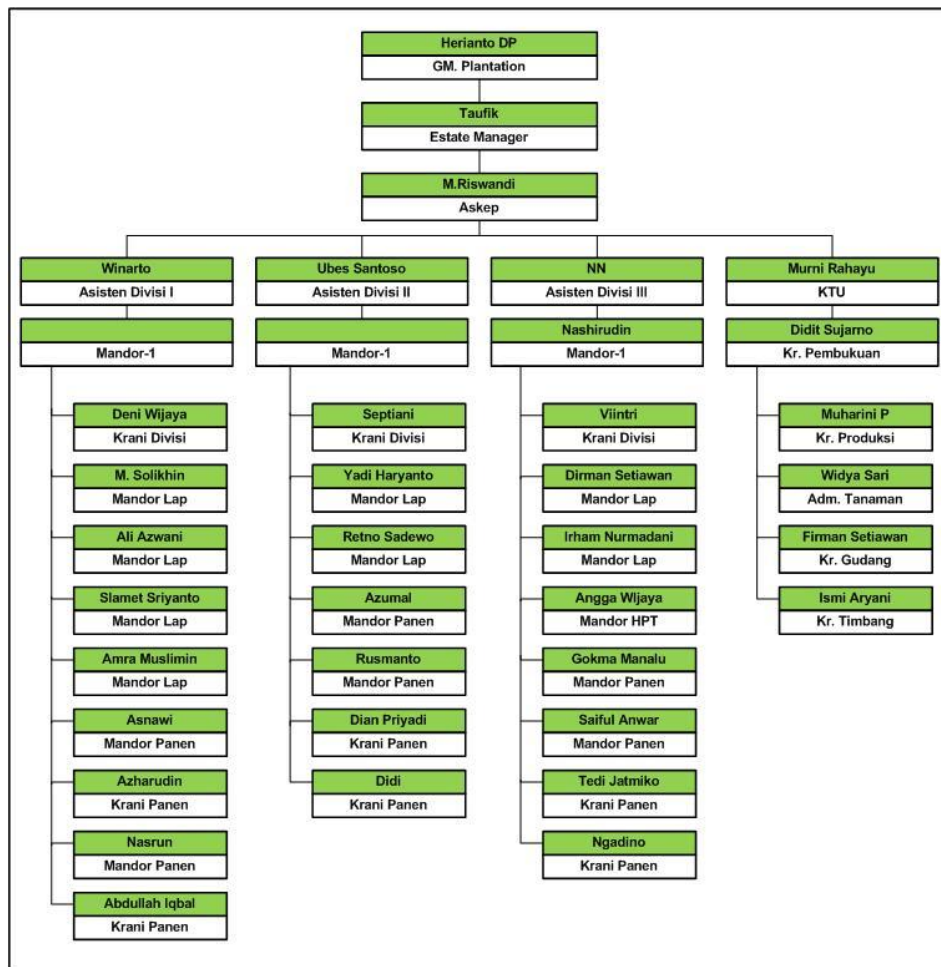 Herianto DP
GM. Plantation
Taufik
Estate Manager
M.Riswandi
Askep
Winarto
Asisten Divisi I
Mandor-1
Deni Wijaya
Krani Divisi
M. Solikhin
Mandor Lap
Ali Azwani
Mandor Lap
Slamet Sriyanto
Mandor Lap
Amra Muslimin
Mandor Lap
Asnawi
Mandor Panen
Azharudin
Krani Panen
Nasrun
Mandor Panen
Abdullah Iqbal
Krani Panen
Ubes Santoso
Asisten Divisi II
Mandor-1
Septiani
Krani Divisi
Yadi Haryanto
Mandor Lap
Retno Sadewo
Mandor Lap
Azumal
Mandor Panen
Rusmanto
Mandor Panen
Dian Priyadi
Krani Panen
Didi
Krani Panen
NN
Asisten Divisi III
Nashirudin
Mandor-1
Viintri
Krani Divisi
Dirman Setiawan
Mandor Lap
Irham Nurmadani
Mandor Lap
Angga WIjaya
Mandor HPT
Gokma Manalu
Mandor Panen
Saiful Anwar
Mandor Panen
Tedi Jatmiko
Krani Panen
Ngadino
Krani Panen
Murni Rahayu
KTU
Didit Sujarno
Kr. Pembukuan
Muharini P
Kr. Produksi
Widya Sari
Adm. Tanaman
Firman Setiawan
Kr. Gudang
Ismi Aryani
Kr. Timbang